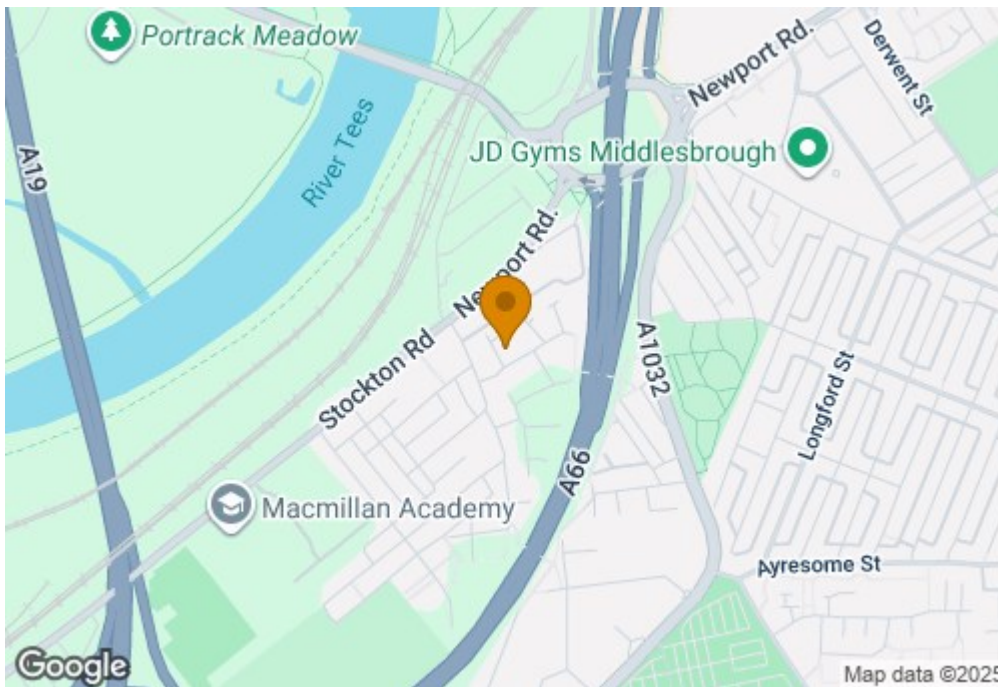 Portrack Meadow
Newport Rd.
Derwent St
A19
River Tees
JD Gyms Middlesbrough
Newport Rd.
Stockton Rd
A1032
Longford St
A66
Macmillan Academy
Ayresome St
Google
Map data ©2025